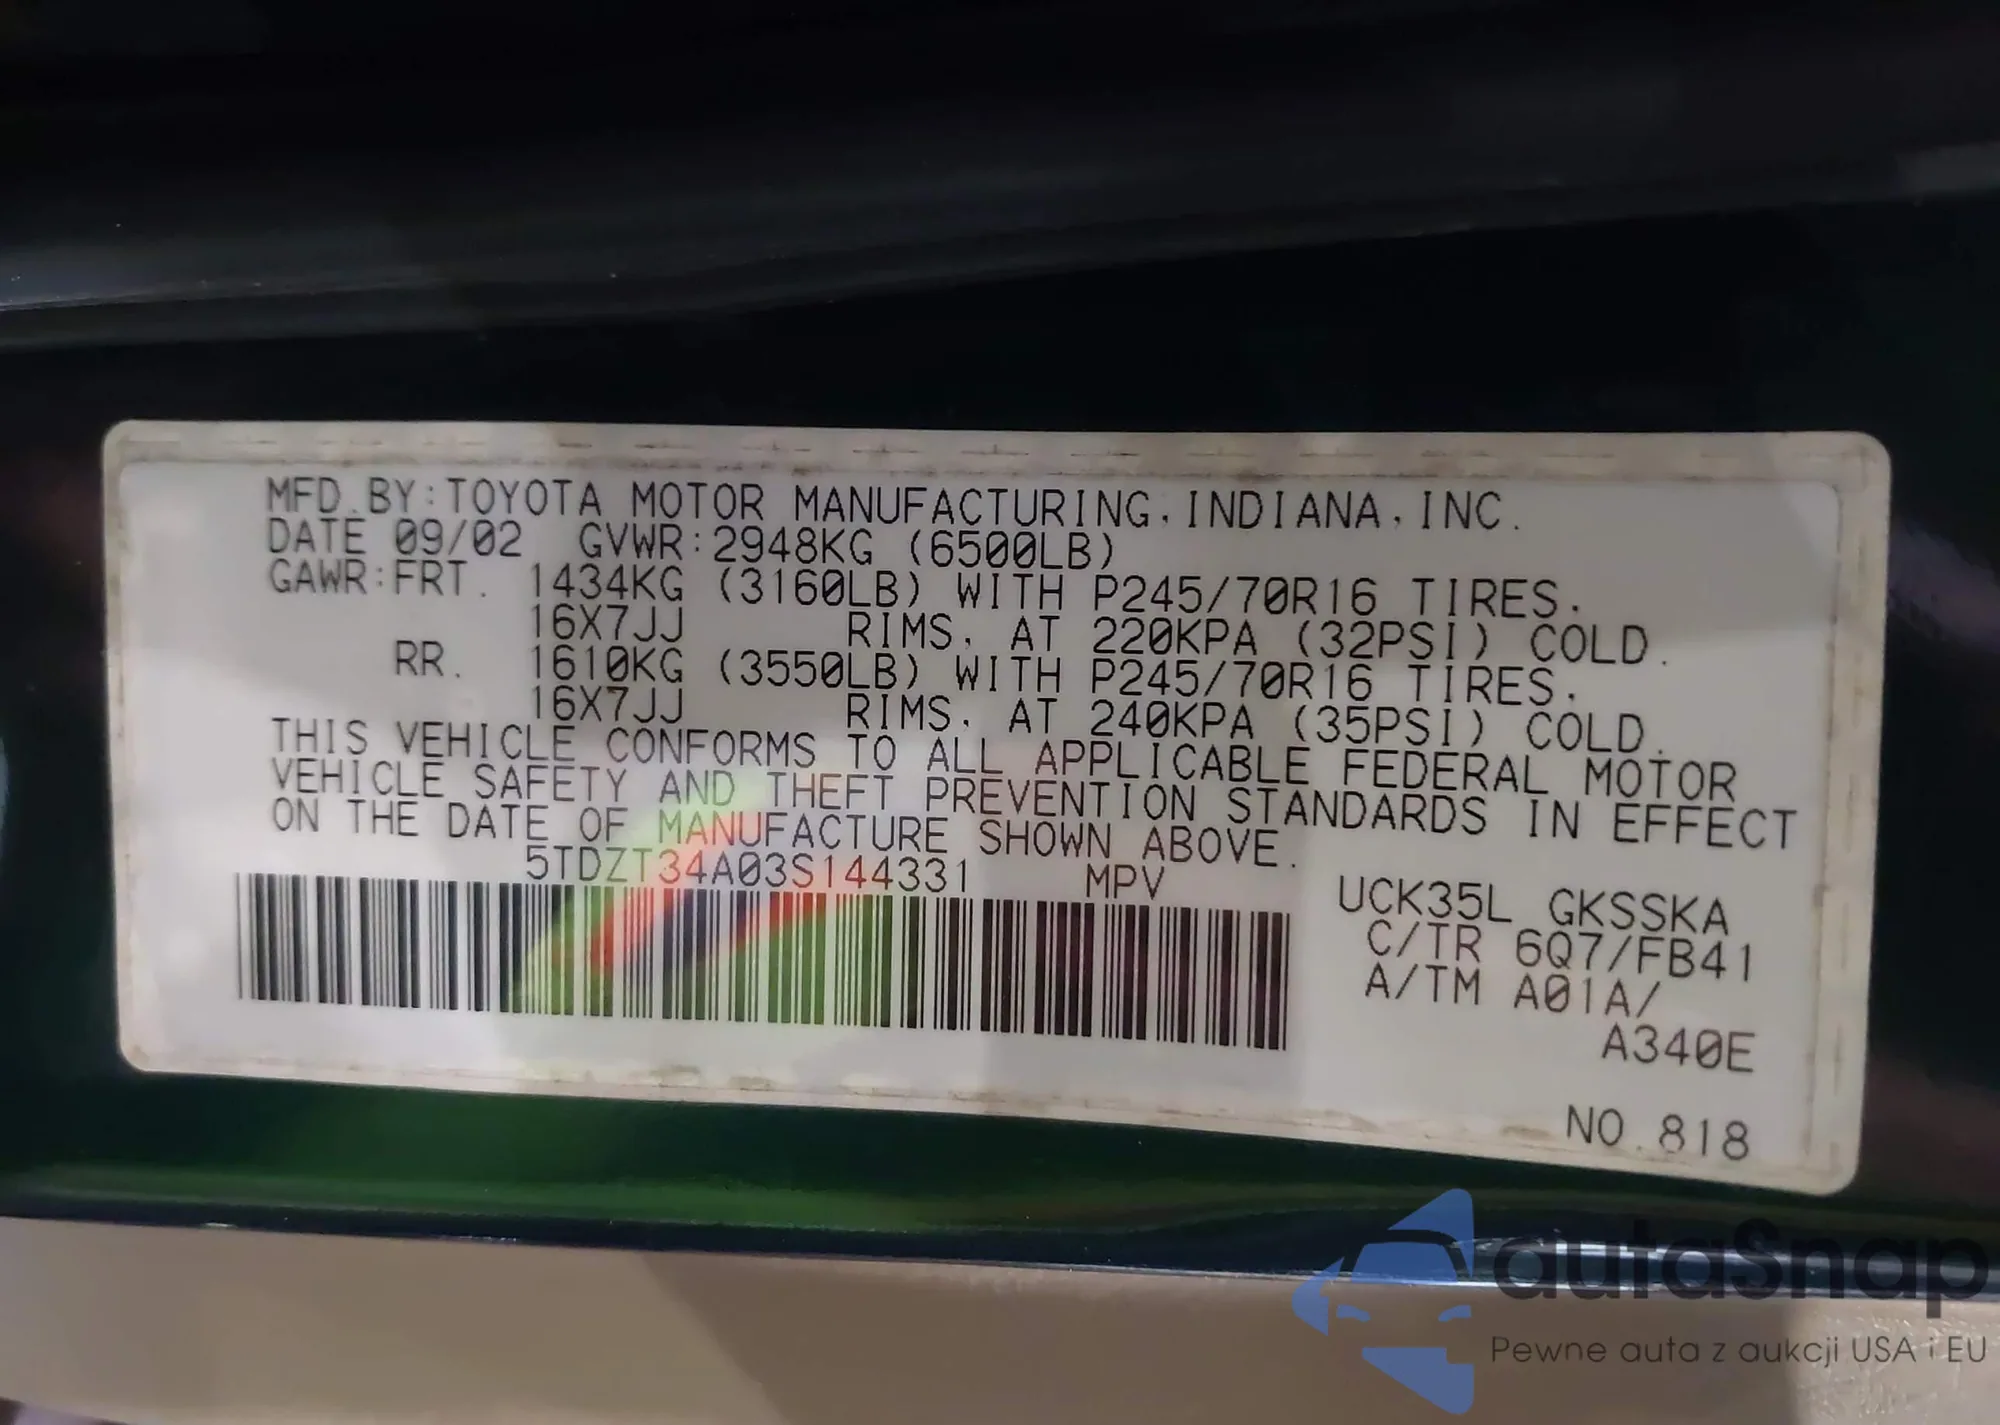 MFD.BY:TOYOTA MOTOR MANUFACTURING,INDIANA,INC.
DATE 09/02 GVWR:2948KG (6500LB)
GAWR:FRT. 1434KG (3160LB) WITH P245/70R16 TIRES.
16X7JJ RIMS, AT 220KPA (32PSI) COLD.
RR. 1610KG (3550LB) WITH P245/70R16 TIRES.
16X7JJ RIMS, AT 240KPA (35PSI) COLD.
THIS VEHICLE CONFORMS TO ALL APPLICABLE FEDERAL MOTOR
VEHICLE SAFETY AND THEFT PREVENTION STANDARDS IN EFFECT
ON THE DATE OF MANUFACTURE SHOWN ABOVE.
5TDZT34A03S144331 MPV
UCK35L GKSSKA
C/TR 6Q7/FB41
A/TM A01A/
A340E
NO.818
autaSnap
Pewne auta z aukcji USA i EU